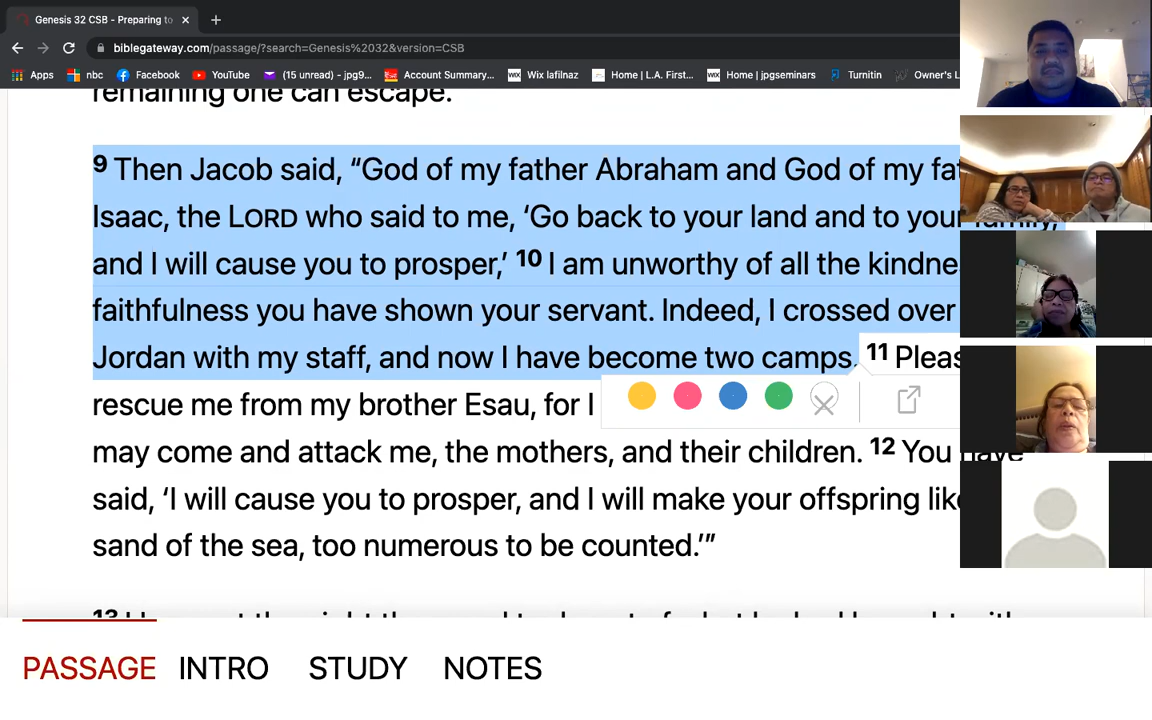 Genesis 32 CSB - Preparing to
biblegateway.com/passage/?search=Genesis%2032&version=CSB
Apps nbc Facebook YouTube (15 unread) - jpg9... Account Summary... Wix lafilnaz Home | L.A. First... Home | jpgseminars Turnitin Owner's L
remaining one can escape.
9 Then Jacob said, “God of my father Abraham and God of my fat
Isaac, the LORD who said to me, ‘Go back to your land and to your family,
and I will cause you to prosper,’ 10 I am unworthy of all the kindne
faithfulness you have shown your servant. Indeed, I crossed over
Jordan with my staff, and now I have become two camps. 11 Pleas
rescue me from my brother Esau, for I
may come and attack me, the mothers, and their children. 12 You have
said, ‘I will cause you to prosper, and I will make your offspring like
sand of the sea, too numerous to be counted.’”
13
PASSAGE INTRO STUDY NOTES